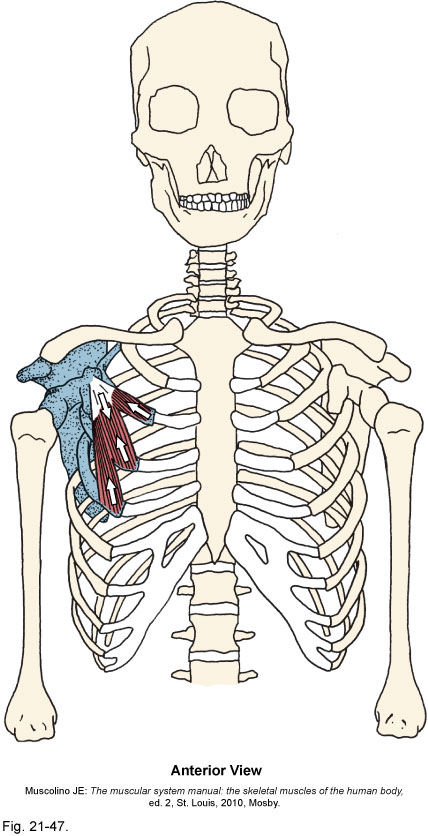 Anterior View
Muscolino JE: The muscular system manual: the skeletal muscles of the human body,
ed. 2, St. Louis, 2010, Mosby.
Fig. 21-47.